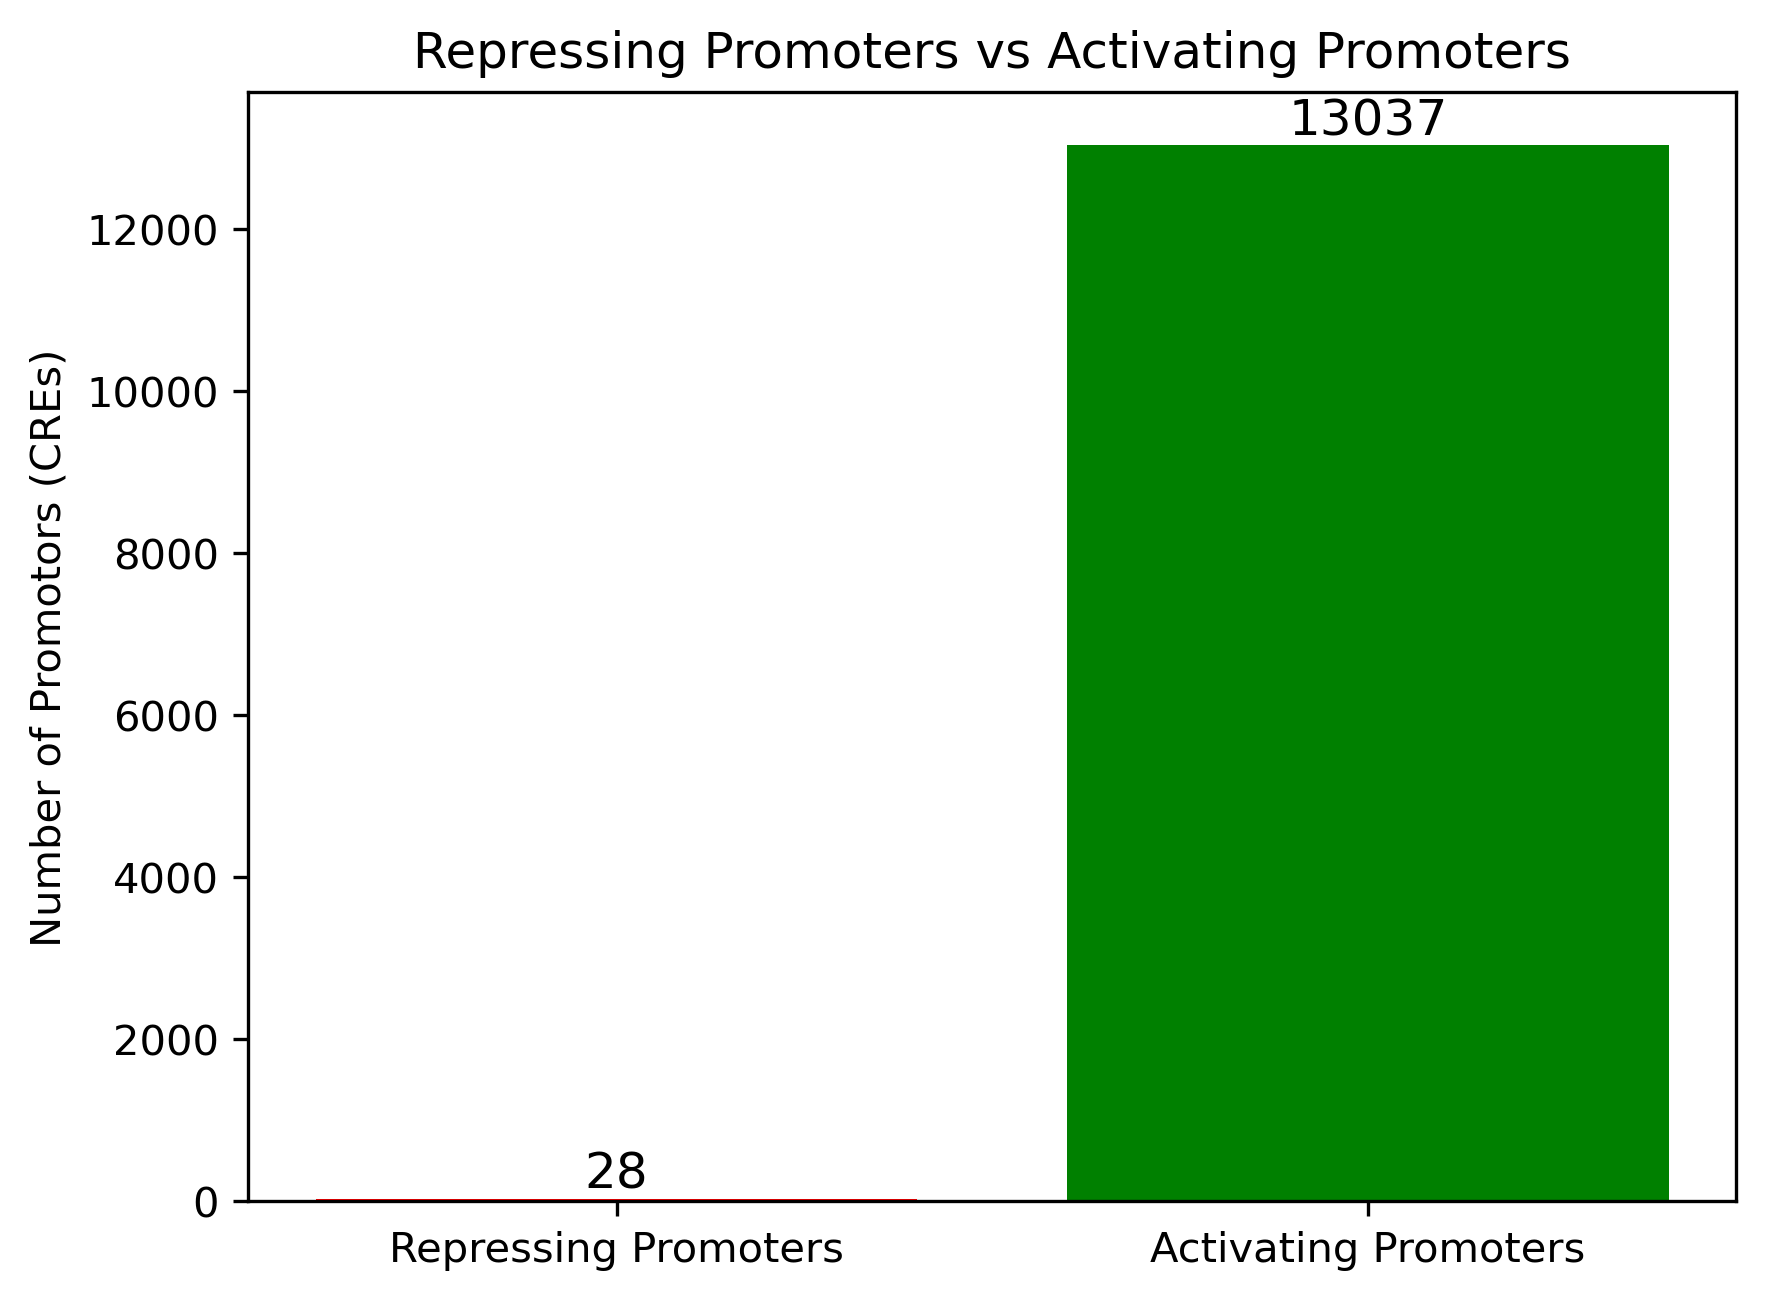 Repressing Promoters vs Activating Promoters
13037
12000
10000
8000
6000
4000
2000
0
28
Number of Promotors (CREs)
Repressing Promoters
Activating Promoters